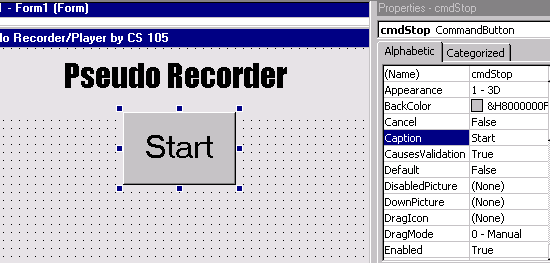 1 - Form1 (Form)
do Recorder/Player by CS 105
Pseudo Recorder
Start
Properties - cmdStop
cmdStop CommandButton
Alphabetic Categorized
(Name) cmdStop
Appearance 1 - 3D
BackColor &H8000000F
Cancel False
Caption Start
CausesValidation True
Default False
DisabledPicture (None)
DownPicture (None)
DragIcon (None)
DragMode 0 - Manual
Enabled True